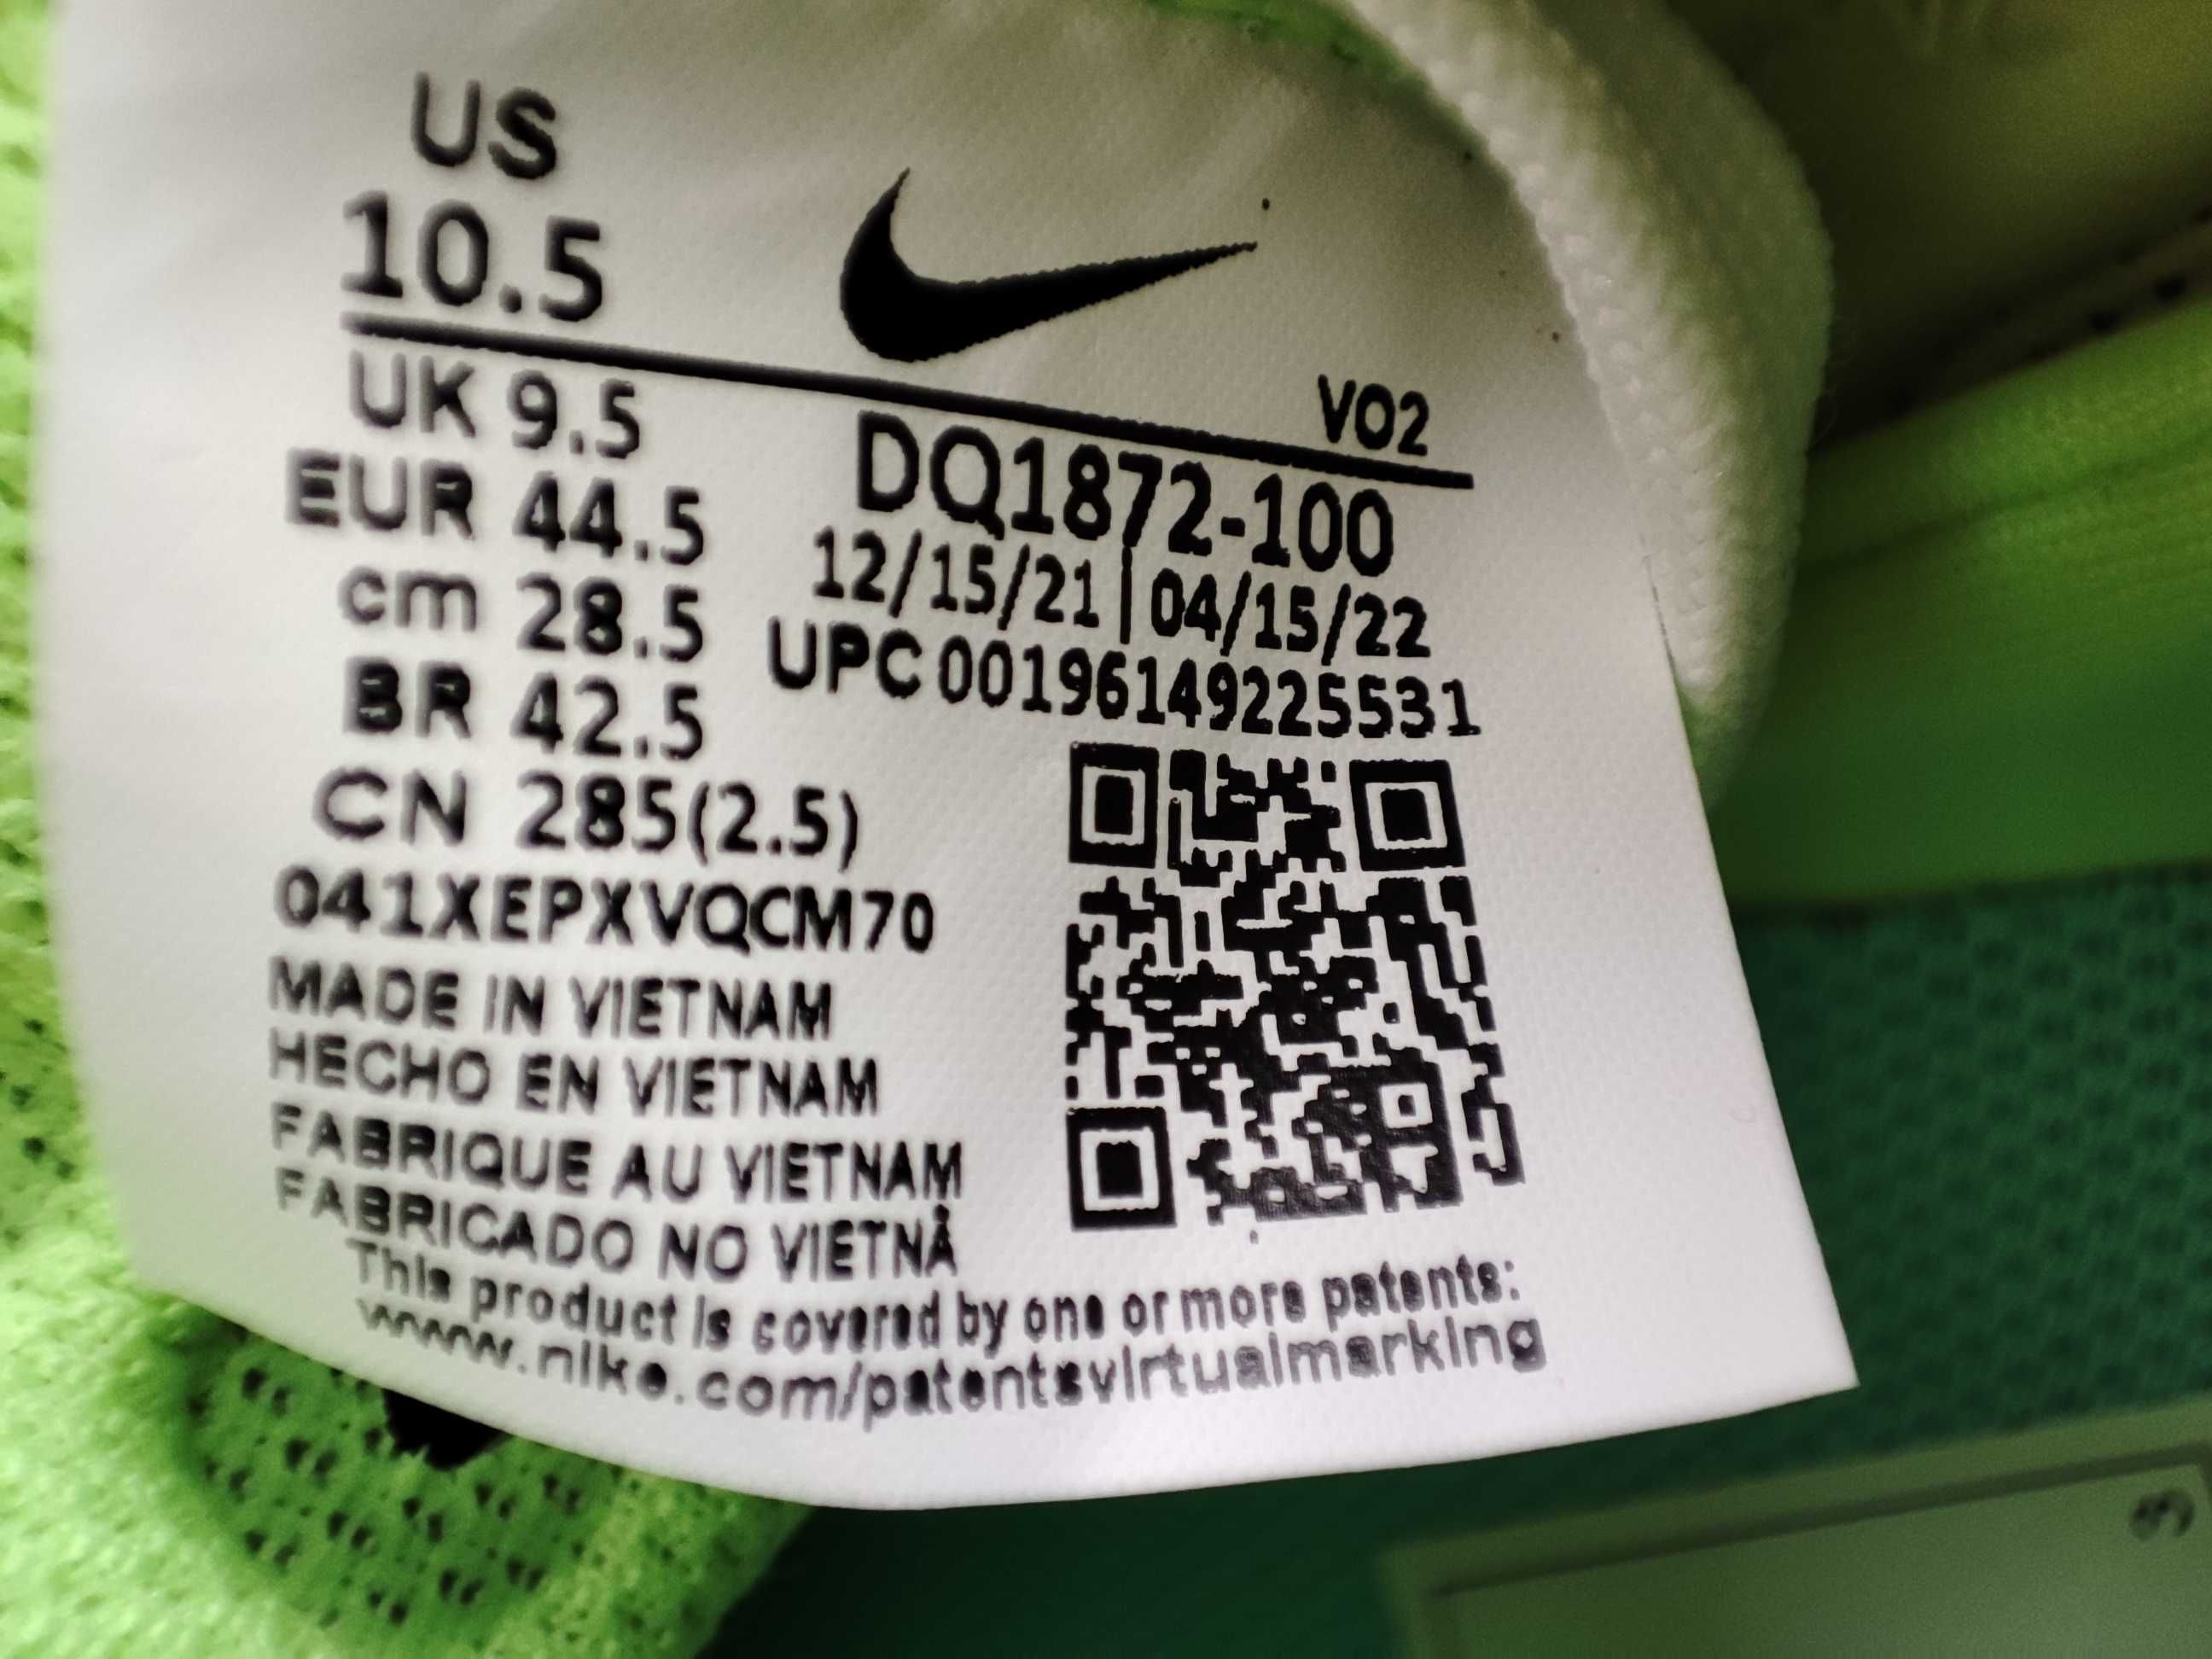 US
10.5
VO2
UK 9.5
EUR 44.5
cm 28.5
BR 42.5
CN 285(2.5)
DQ1872-100
12/15/21|04/15/22
UPC 00196149225531
041XEPXVQCM70
MADE IN VIETNAM
HECHO EN VIETNAM
FABRIQUE AU VIETNAM
FABRICADO NO VIETNÃ
This product is covered by one or more patents:
www.nike.com/patentsvirtualmarking